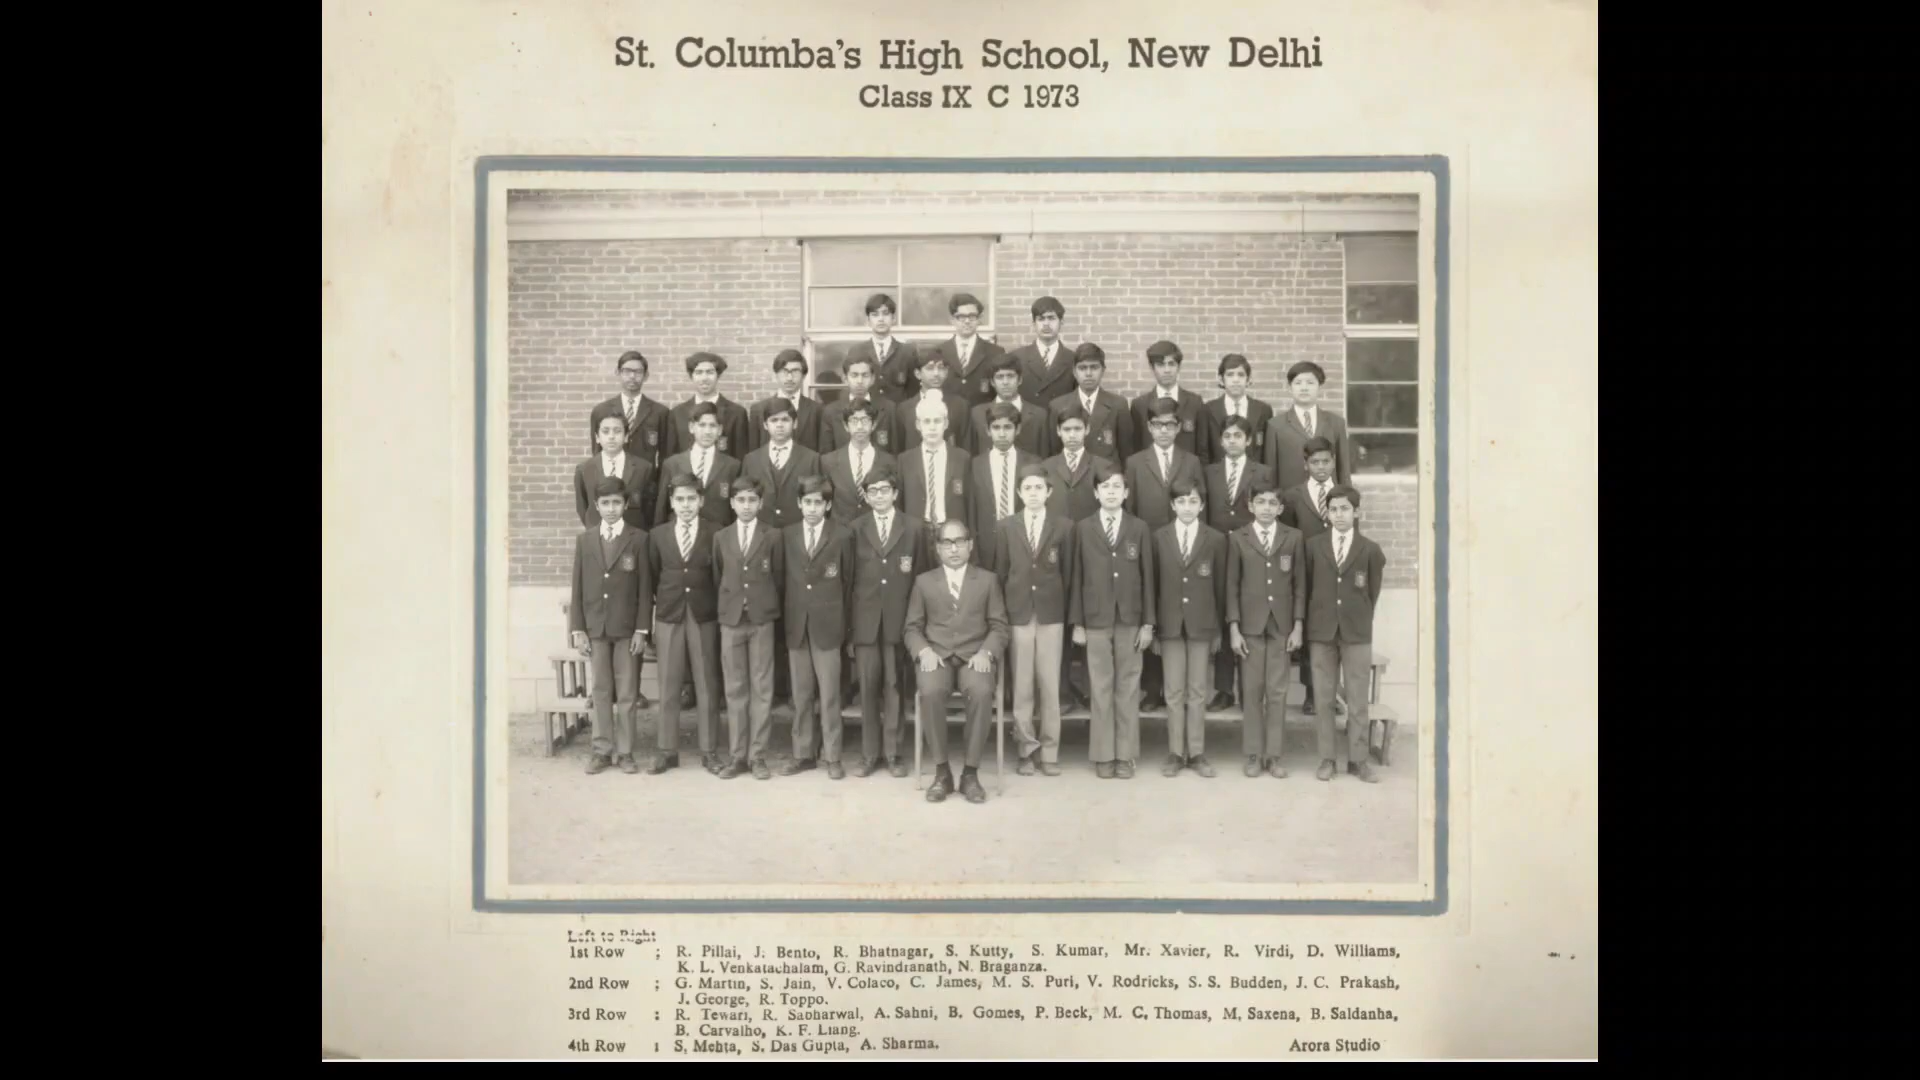 St. Columba's High School, New Delhi
Class IX C 1973
Left to Right
1st Row ; R. Pillai, J. Bento, R. Bhatnagar, S. Kutty, S. Kumar, Mr. Xavier, R. Virdi, D. Williams,
K. L. Venkatachalam, G. Ravindranath, N. Braganza.
2nd Row ; G. Martin, S. Jain, V. Colaco, C. James, M. S. Puri, V. Rodricks, S. S. Budden, J. C. Prakash,
J. George, R. Toppo.
3rd Row : R. Tewari, R. Sabharwal, A. Sahni, B. Gomes, P. Beck, M. C. Thomas, M. Saxena, B. Saldanha,
B. Carvalho, K. F. Liang.
4th Row : S. Mehta, S. Das Gupta, A. Sharma.
Arora Studio